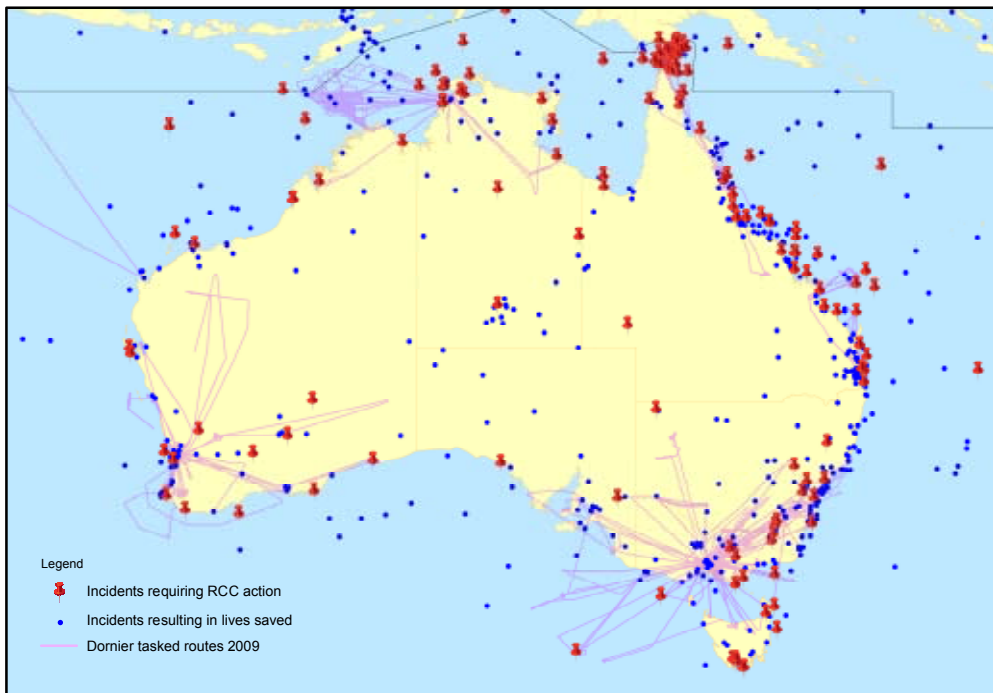 Legend
Incidents requiring RCC action
Incidents resulting in lives saved
Dornier tasked routes 2009